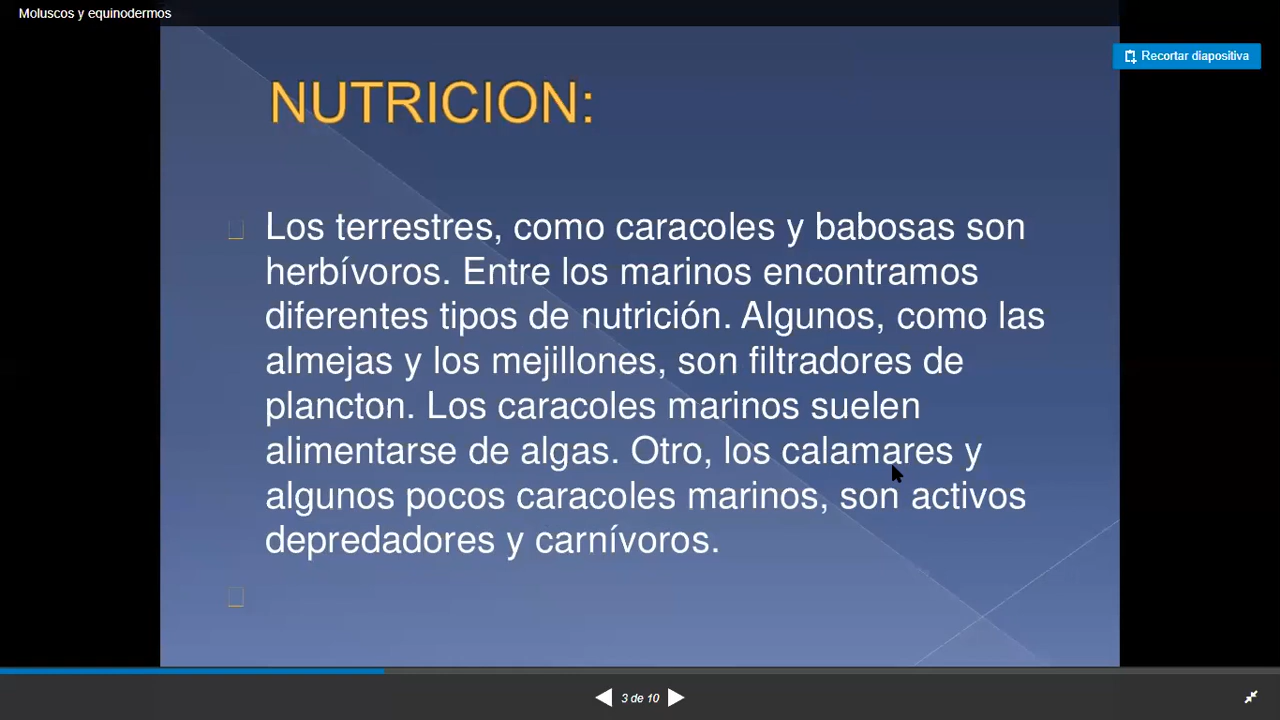 Moluscos y equinodermos
Recortar diapositiva
NUTRICION:
Los terrestres, como caracoles y babosas son
herbívoros. Entre los marinos encontramos
diferentes tipos de nutrición. Algunos, como las
almejas y los mejillones, son filtradores de
plancton. Los caracoles marinos suelen
alimentarse de algas. Otro, los calamares y
algunos pocos caracoles marinos, son activos
depredadores y carnívoros.
3 de 10